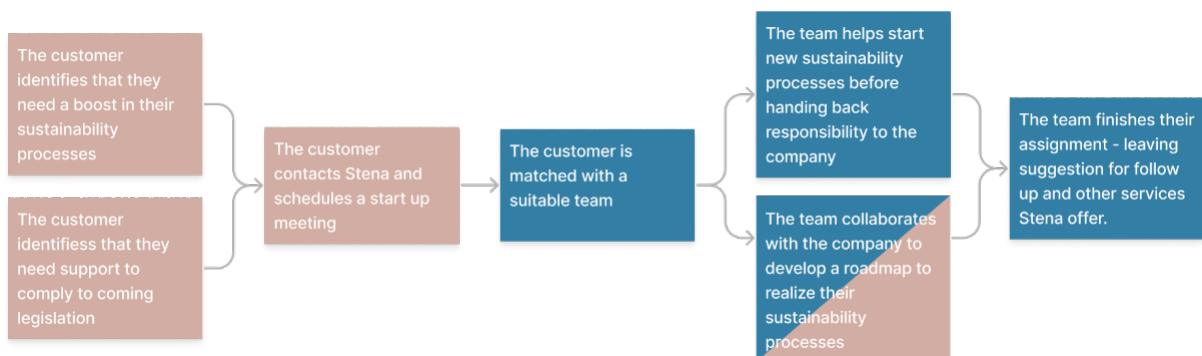 The customer
identifies that they
need a boost in their
sustainability
processes
The customer
identifiess that they
need support to
comply to coming
legislation
The customer
contacts Stena and
schedules a start up
meeting
The customer is
matched with a
suitable team
The team helps start
new sustainability
processes before
handing back
responsibility to the
company
The team collaborates
with the company to
develop a roadmap to
realize their
sustainability
processes
The team finishes their
assignment - leaving
suggestion for follow
up and other services
Stena offer.